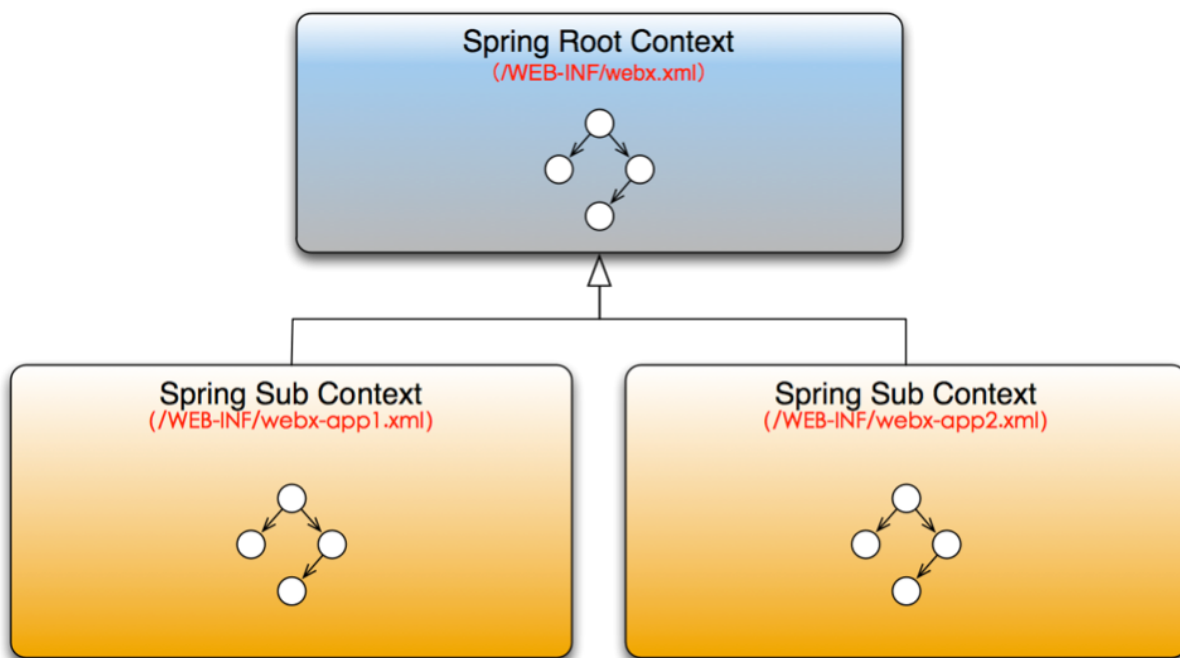 Spring Root Context
(/WEB-INF/webx.xml)
Spring Sub Context
(/WEB-INF/webx-app1.xml)
Spring Sub Context
(/WEB-INF/webx-app2.xml)